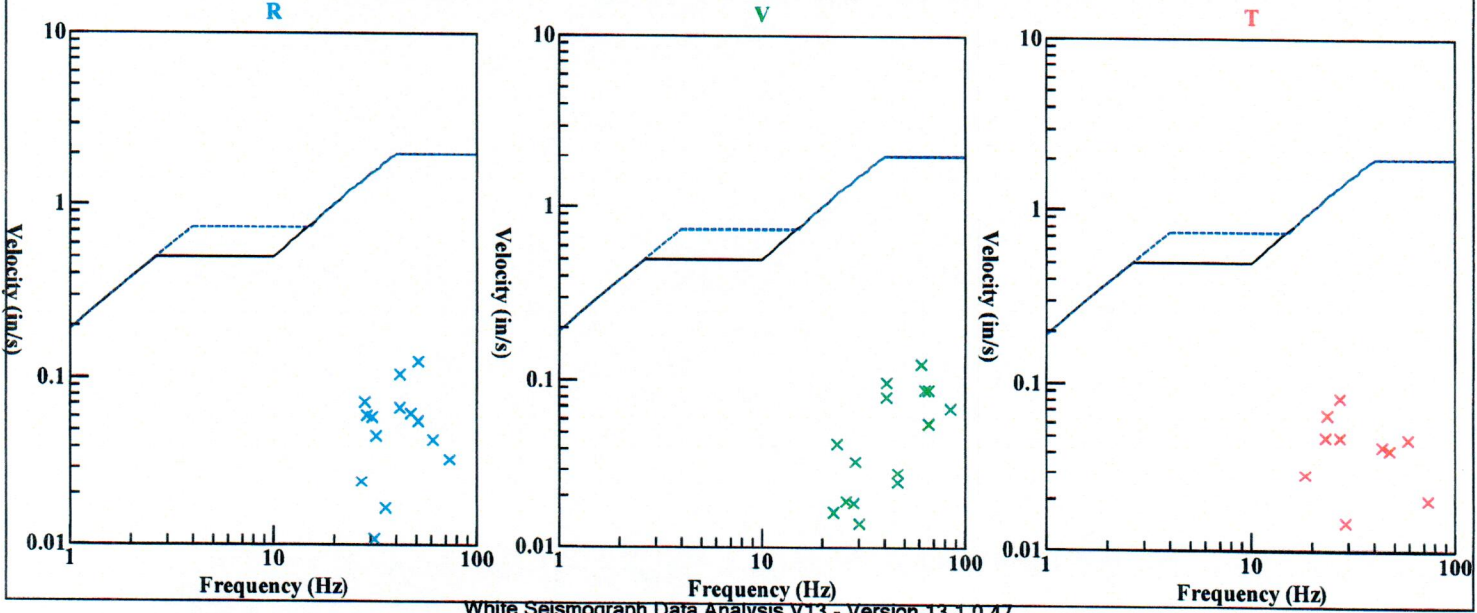 R
V
T
10
1
0.1
0.01
Velocity (in/s)
1
10
100
Frequency (Hz)
10
1
0.1
0.01
Velocity (in/s)
1
10
100
Frequency (Hz)
10
1
0.1
0.01
Velocity (in/s)
1
10
100
Frequency (Hz)
White Seismograph Data Analysis V13 - Version 13.1.0.47